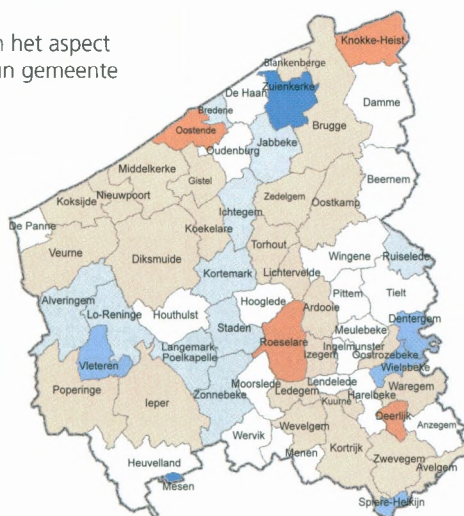 n het aspect
un gemeente
Knokke-Heist
Blankenberge
Zuienkerke
De Haan
Damme
Bredene
Oostende
Brugge
Oudenburg
Jabbeke
Middelkerke
Gistel
Beernem
Nieuwpoort
Koksijde
Zedelgem
Oostkamp
Ichtegem
De Panne
Koekelare
Torhout
Veurne
Diksmuide
Wingene
Ruiselede
Kortemark
Lichtervelde
Alveringem
Hooglede
Pittem
Tielt
Lo-Reninge
Houthulst
Ardooie
Dentergem
Staden
Meulebeke
Roeselare
Ingelmunster
Langemark-
Poelkapelle
Izegem
Oostrozebeke
Vleteren
Wielsbeke
Moorslede
Lendelede
Waregem
Poperinge
Zonnebeke
Ledegem
Harelbeke
Ieper
Kuurne
Deerlijk
Wevelgem
Anzegem
Wervik
Kortrijk
Menen
Zwevegem
Heuvelland
Avelgem
Mesen
Spiere-Helkijn